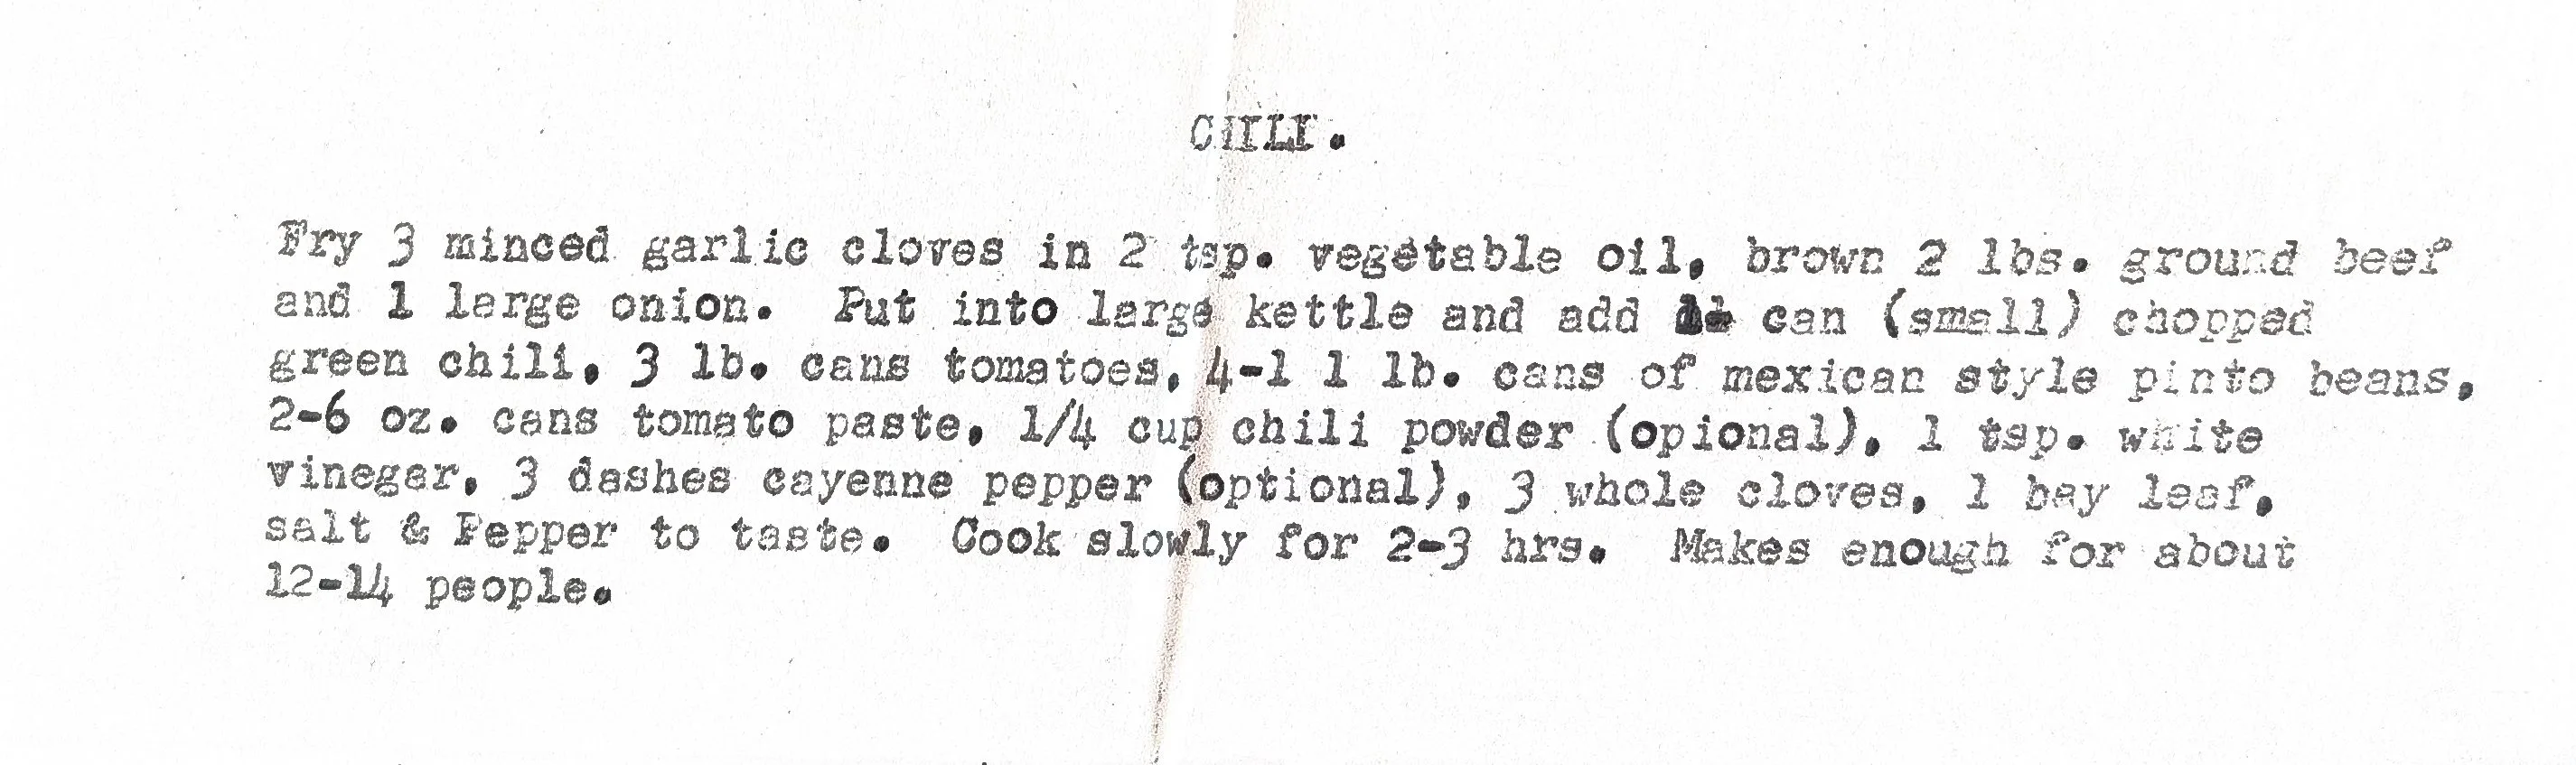 CHILI.
Fry 3 minced garlic cloves in 2 tsp. vegetable oil, brown 2 lbs. ground beef
and 1 large onion.  Put into large kettle and add can (small) chopped
green chili, 3 lb. cans tomatoes, 4-1 1 lb. cans of mexican style pinto beans,
2-6 oz. cans tomato paste, 1/4 cup chili powder (opional), 1 tsp. white
vinegar, 3 dashes cayenne pepper (optional), 3 whole cloves, 1 bay leaf,
salt & Pepper to taste.  Cook slowly for 2-3 hrs.  Makes enough for about
12-14 people.